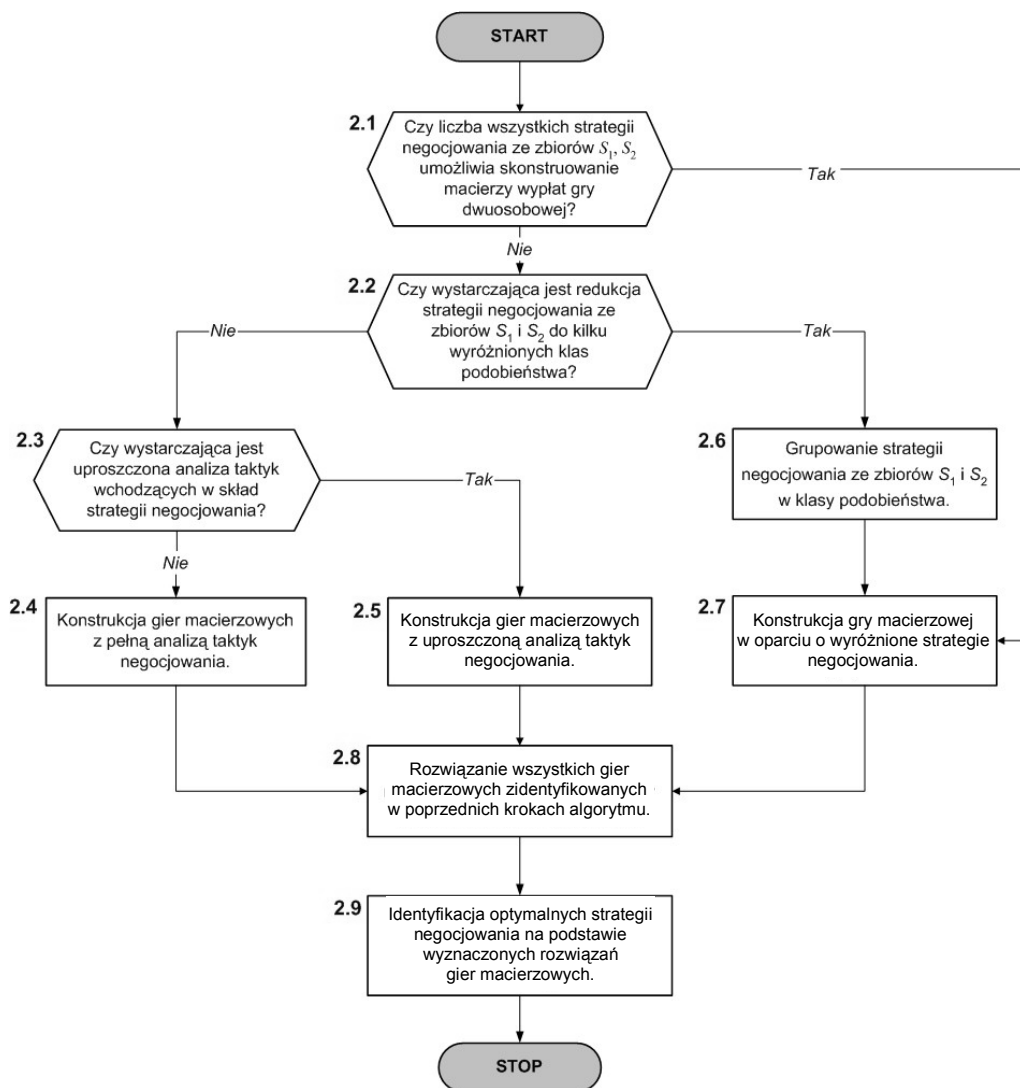 START
2.1
Czy liczba wszystkich strategii
negocjowania ze zbiorów S1, S2
umożliwia skonstruowanie
macierzy wypłat gry
dwuosobowej?
Tak
Nie
2.2
Czy wystarczająca jest redukcja
strategii negocjowania ze
zbiorów S1 i S2 do kilku
wyróżnionych klas
podobieństwa?
Nie
Tak
2.3
Czy wystarczająca jest
uproszczona analiza taktyk
wchodzących w skład
strategii negocjowania?
Tak
Nie
2.6
Grupowanie strategii
negocjowania ze zbiorów S1 i S2
w klasy podobieństwa.
2.4
Konstrukcja gier macierzowych
z pełną analizą taktyk
negocjowania.
2.5
Konstrukcja gier macierzowych
z uproszczoną analizą taktyk
negocjowania.
2.7
Konstrukcja gry macierzowej
w oparciu o wyróżnione strategie
negocjowania.
2.8
Rozwiązanie wszystkich gier
macierzowych zidentyfikowanych
w poprzednich krokach algorytmu.
2.9
Identyfikacja optymalnych strategii
negocjowania na podstawie
wyznaczonych rozwiązań
gier macierzowych.
STOP